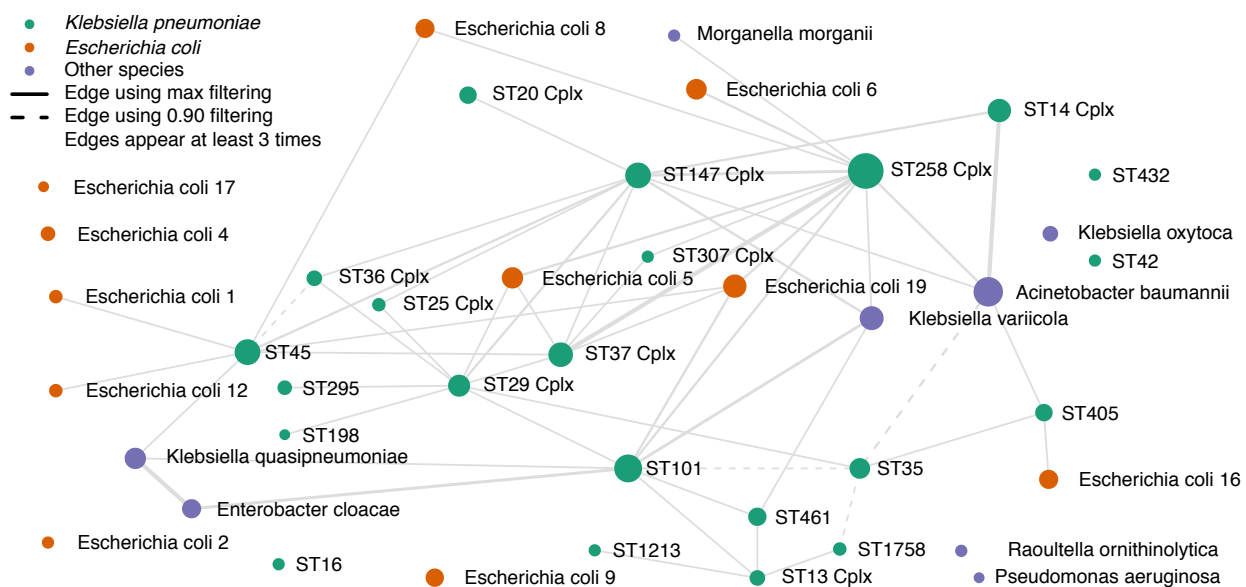 Klebsiella pneumoniae
Escherichia coli
Other species
Edge using max filtering
Edge using 0.90 filtering
Edges appear at least 3 times
Escherichia coli 8
Morganella morganii
Escherichia coli 6
ST20 Cplx
ST14 Cplx
ST147 Cplx
ST258 Cplx
ST432
Escherichia coli 17
Escherichia coli 4
Klebsiella oxytoca
ST307 Cplx
ST42
ST36 Cplx
Escherichia coli 5
Escherichia coli 19
Acinetobacter baumannii
Escherichia coli 1
ST25 Cplx
Klebsiella variicola
ST45
ST37 Cplx
Escherichia coli 12
ST295
ST29 Cplx
ST405
ST198
Klebsiella quasipneumoniae
ST101
ST35
Escherichia coli 16
Enterobacter cloacae
ST461
Escherichia coli 2
ST1213
ST1758
Raoultella ornithinolytica
ST16
Escherichia coli 9
ST13 Cplx
Pseudomonas aeruginosa